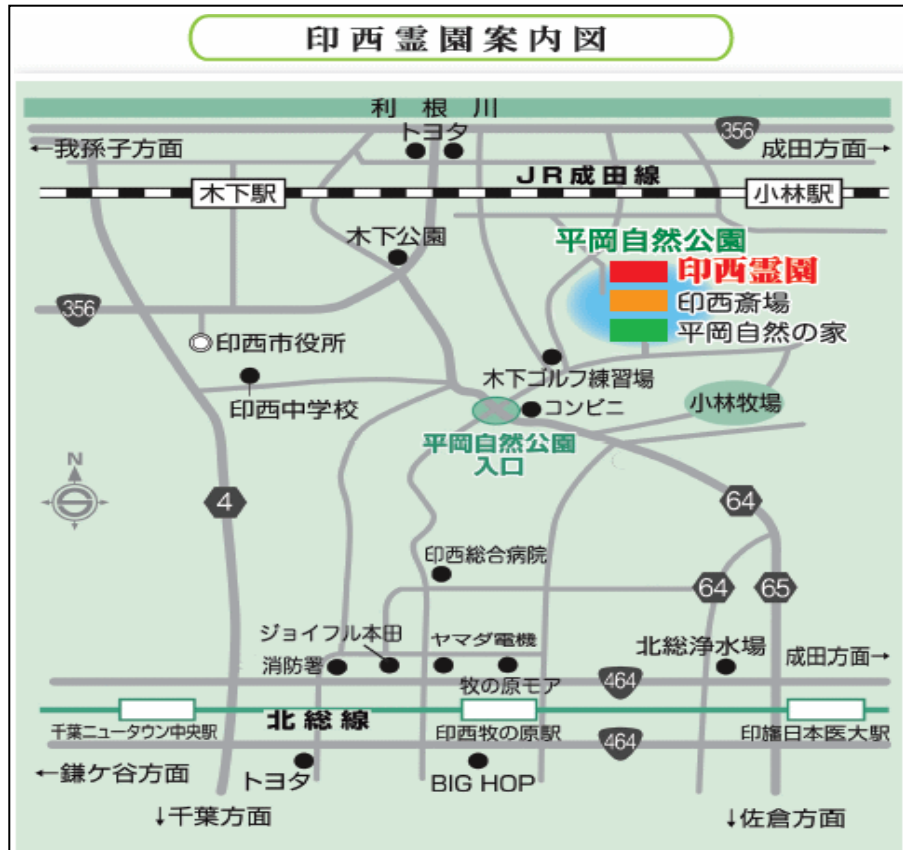 印西霊園案内図
利根川
トヨタ
356
←我孫子方面
成田方面→
JR成田線
木下駅
小林駅
木下公園
平岡自然公園
印西霊園
印西斎場
平岡自然の家
356
印西市役所
木下ゴルフ練習場
印西中学校
コンビニ
小林牧場
平岡自然公園
入口
N
4
64
印西総合病院
64
65
ジョイフル本田
ヤマダ電機
消防署
北総浄水場
成田方面→
牧の原モア
464
北総線
千葉ニュータウン中央駅
印西牧の原駅
印旛日本医大駅
464
←鎌ケ谷方面
トヨタ
BIG HOP
↓千葉方面
↓佐倉方面